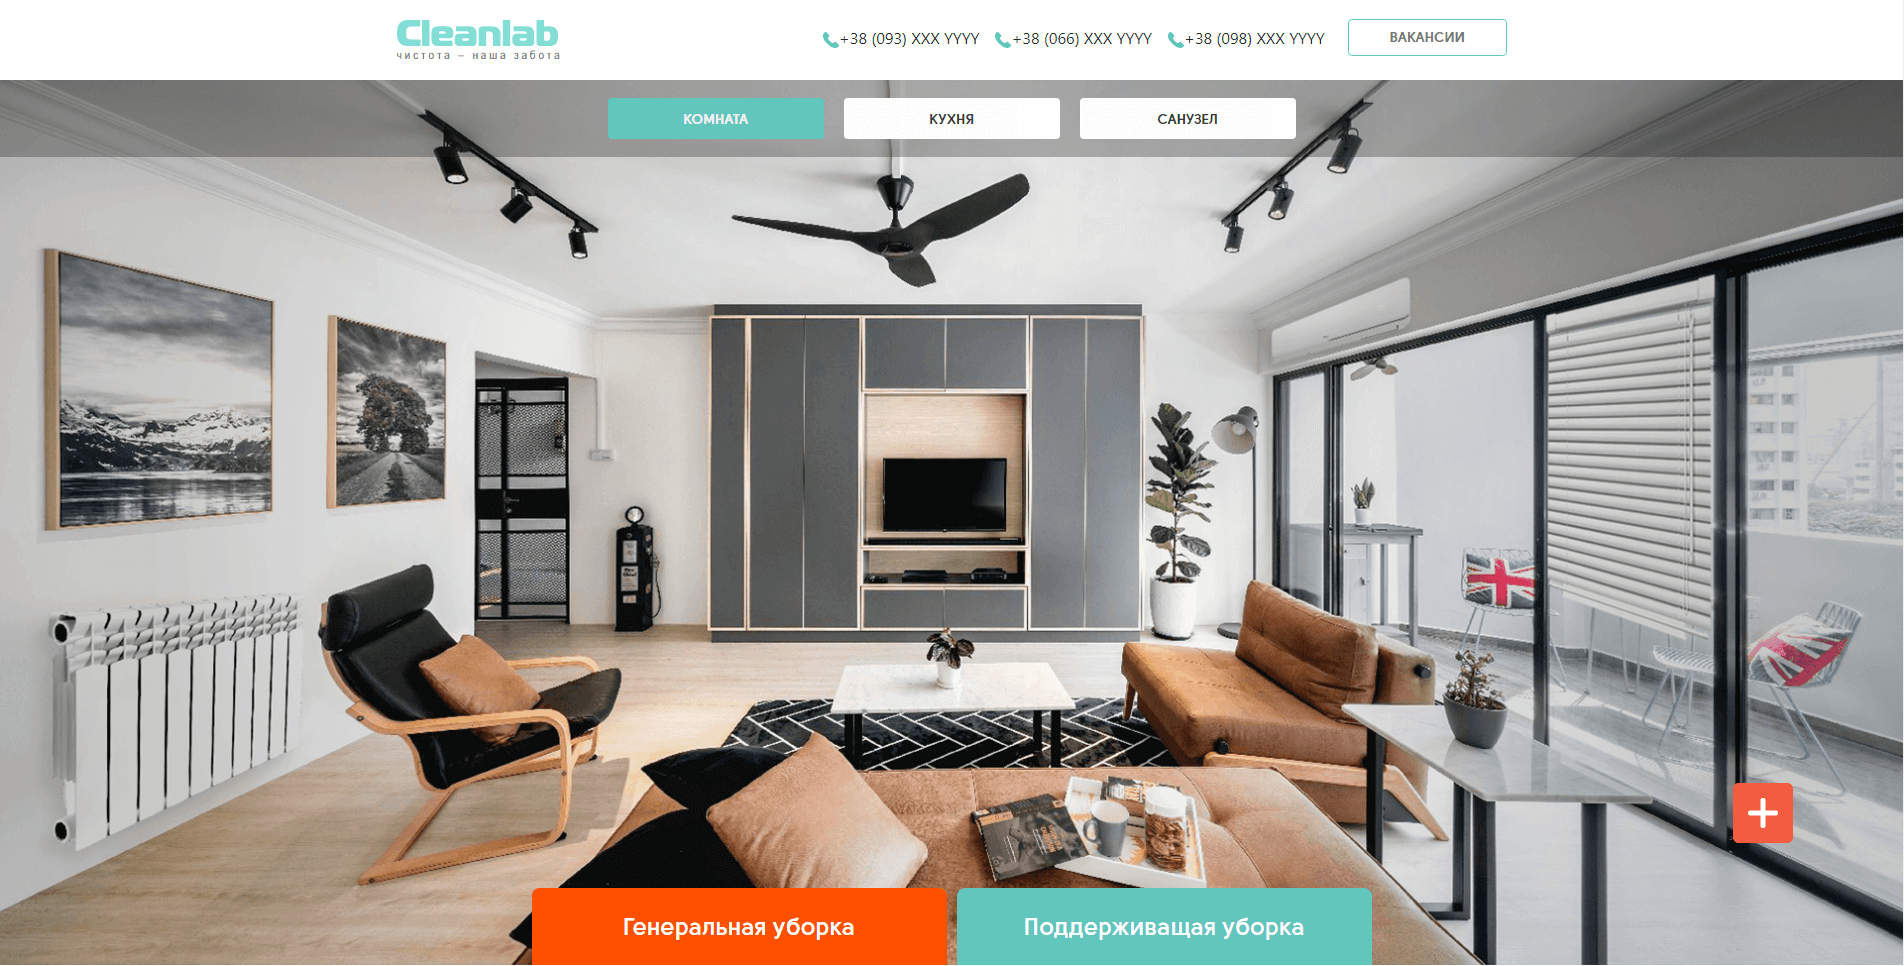 Cleanlab
чистота – наша забота
+38 (093) XXX YYYY
+38 (066) XXX YYYY
+38 (098) XXX YYYY
ВАКАНСИИ
КОМНАТА
КУХНЯ
САНУЗЕЛ
Генеральная уборка
Поддерживащая уборка